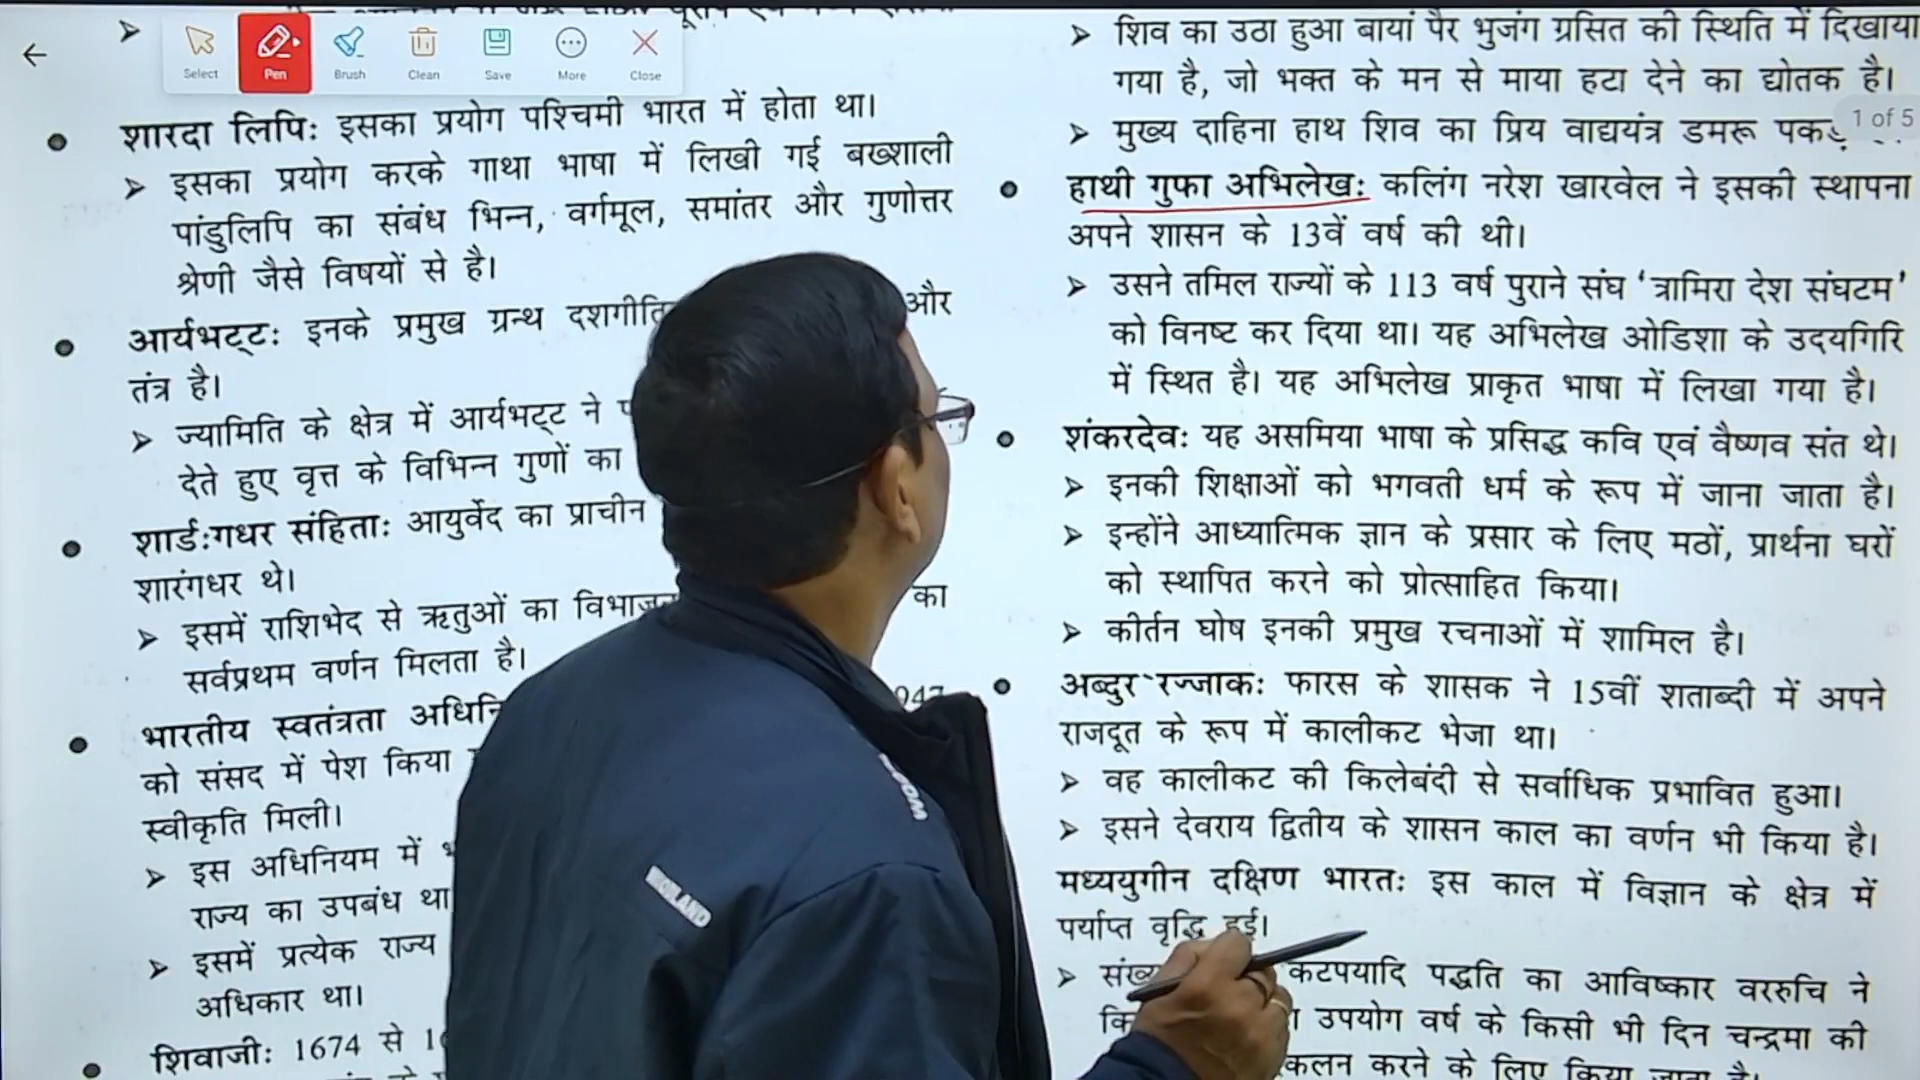 Select Pen Brush Clean Save More Close
शारदा लिपिः इसका प्रयोग पश्चिमी भारत में होता था।
➤ इसका प्रयोग करके गाथा भाषा में लिखी गई बख्शाली
पांडुलिपि का संबंध भिन्न, वर्गमूल, समांतर और गुणोत्तर
श्रेणी जैसे विषयों से है।
आर्यभट्टः इनके प्रमुख ग्रन्थ और
तंत्र है।
➤ ज्यामिति के क्षेत्र में आर्यभट्ट ने
देते हुए वृत्त के विभिन्न गुणों का
शार्ड:गधर संहिताः आयुर्वेद का प्राचीन
शारंगधर थे।
➤ इसमें राशिभेद से ऋतुओं का का
सर्वप्रथम वर्णन मिलता है।
भारतीय स्वतंत्रता
को संसद में पेश किया
स्वीकृति मिली।
➤ इस अधिनियम में
राज्य का उपबंध था
➤ इसमें प्रत्येक राज्य
अधिकार था।
शिवाजीः 1674 से
➤ शिव का उठा हुआ बायां पैर भुजंग ग्रसित की स्थिति में दिखाया
गया है, जो भक्त के मन से माया हटा देने का द्योतक है।
1 of 5
➤ मुख्य दाहिना हाथ शिव का प्रिय वाद्ययंत्र डमरू
हाथी गुफा अभिलेखः कलिंग नरेश खारवेल ने इसकी स्थापना
अपने शासन के 13वें वर्ष की थी।
➤ उसने तमिल राज्यों के 113 वर्ष पुराने संघ ‘त्रामिरा देश संघटम’
को विनष्ट कर दिया था। यह अभिलेख ओडिशा के उदयगिरि
में स्थित है। यह अभिलेख प्राकृत भाषा में लिखा गया है।
शंकरदेवः यह असमिया भाषा के प्रसिद्ध कवि एवं वैष्णव संत थे।
➤ इनकी शिक्षाओं को भगवती धर्म के रूप में जाना जाता है।
➤ इन्होंने आध्यात्मिक ज्ञान के प्रसार के लिए मठों, प्रार्थना घरों
को स्थापित करने को प्रोत्साहित किया।
➤ कीर्तन घोष इनकी प्रमुख रचनाओं में शामिल है।
अब्दुर रज्जाकः फारस के शासक ने 15वीं शताब्दी में अपने
राजदूत के रूप में कालीकट भेजा था।
➤ वह कालीकट की किलेबंदी से सर्वाधिक प्रभावित हुआ।
➤ इसने देवराय द्वितीय के शासन काल का वर्णन भी किया है।
मध्ययुगीन दक्षिण भारतः इस काल में विज्ञान के क्षेत्र में
पर्याप्त वृद्धि हुई।
➤ कटपयादि पद्धति का आविष्कार वररुचि ने
उपयोग वर्ष के किसी भी दिन चन्द्रमा की
करने के लिए किया जाता है।